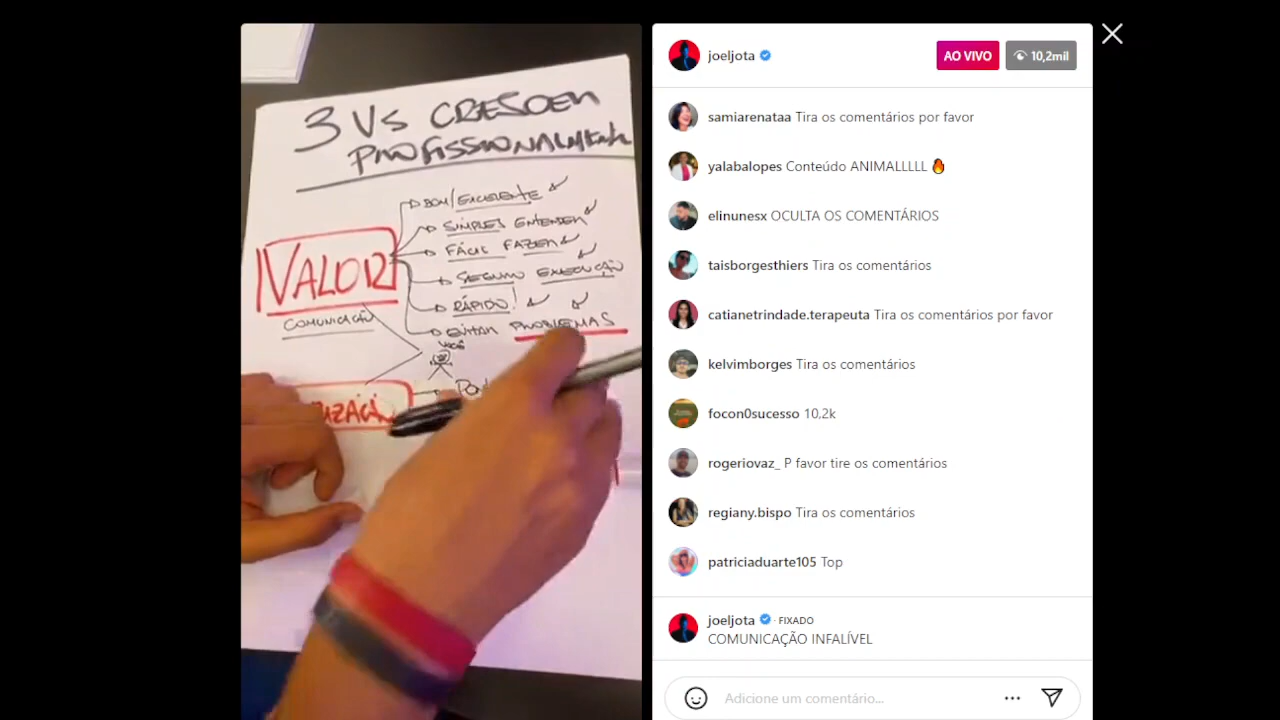 3 Vs CRESCER
PROFISSIONALMENTE
BOM/EXCELENTE
SIMPLES ENTENDER
FÁCIL FAZER
VALOR
SEGURO EXECUÇÃO
RÁPIDO!
COMUNICAÇÃO
EVITAR PROBLEMAS
VOCÊ
joeljota
AO VIVO
10,2mil
samiarenataa Tira os comentários por favor
yalabalopes Conteúdo ANIMALLLLL 🔥
elinunesx OCULTA OS COMENTÁRIOS
taisborgesthiers Tira os comentários
catianetrindade.terapeuta Tira os comentários por favor
kelvimborges Tira os comentários
focon0sucesso 10,2k
rogeriovaz_ P favor tire os comentários
regiany.bispo Tira os comentários
patriciaduarte105 Top
joeljota · FIXADO
COMUNICAÇÃO INFALÍVEL
Adicione um comentário...